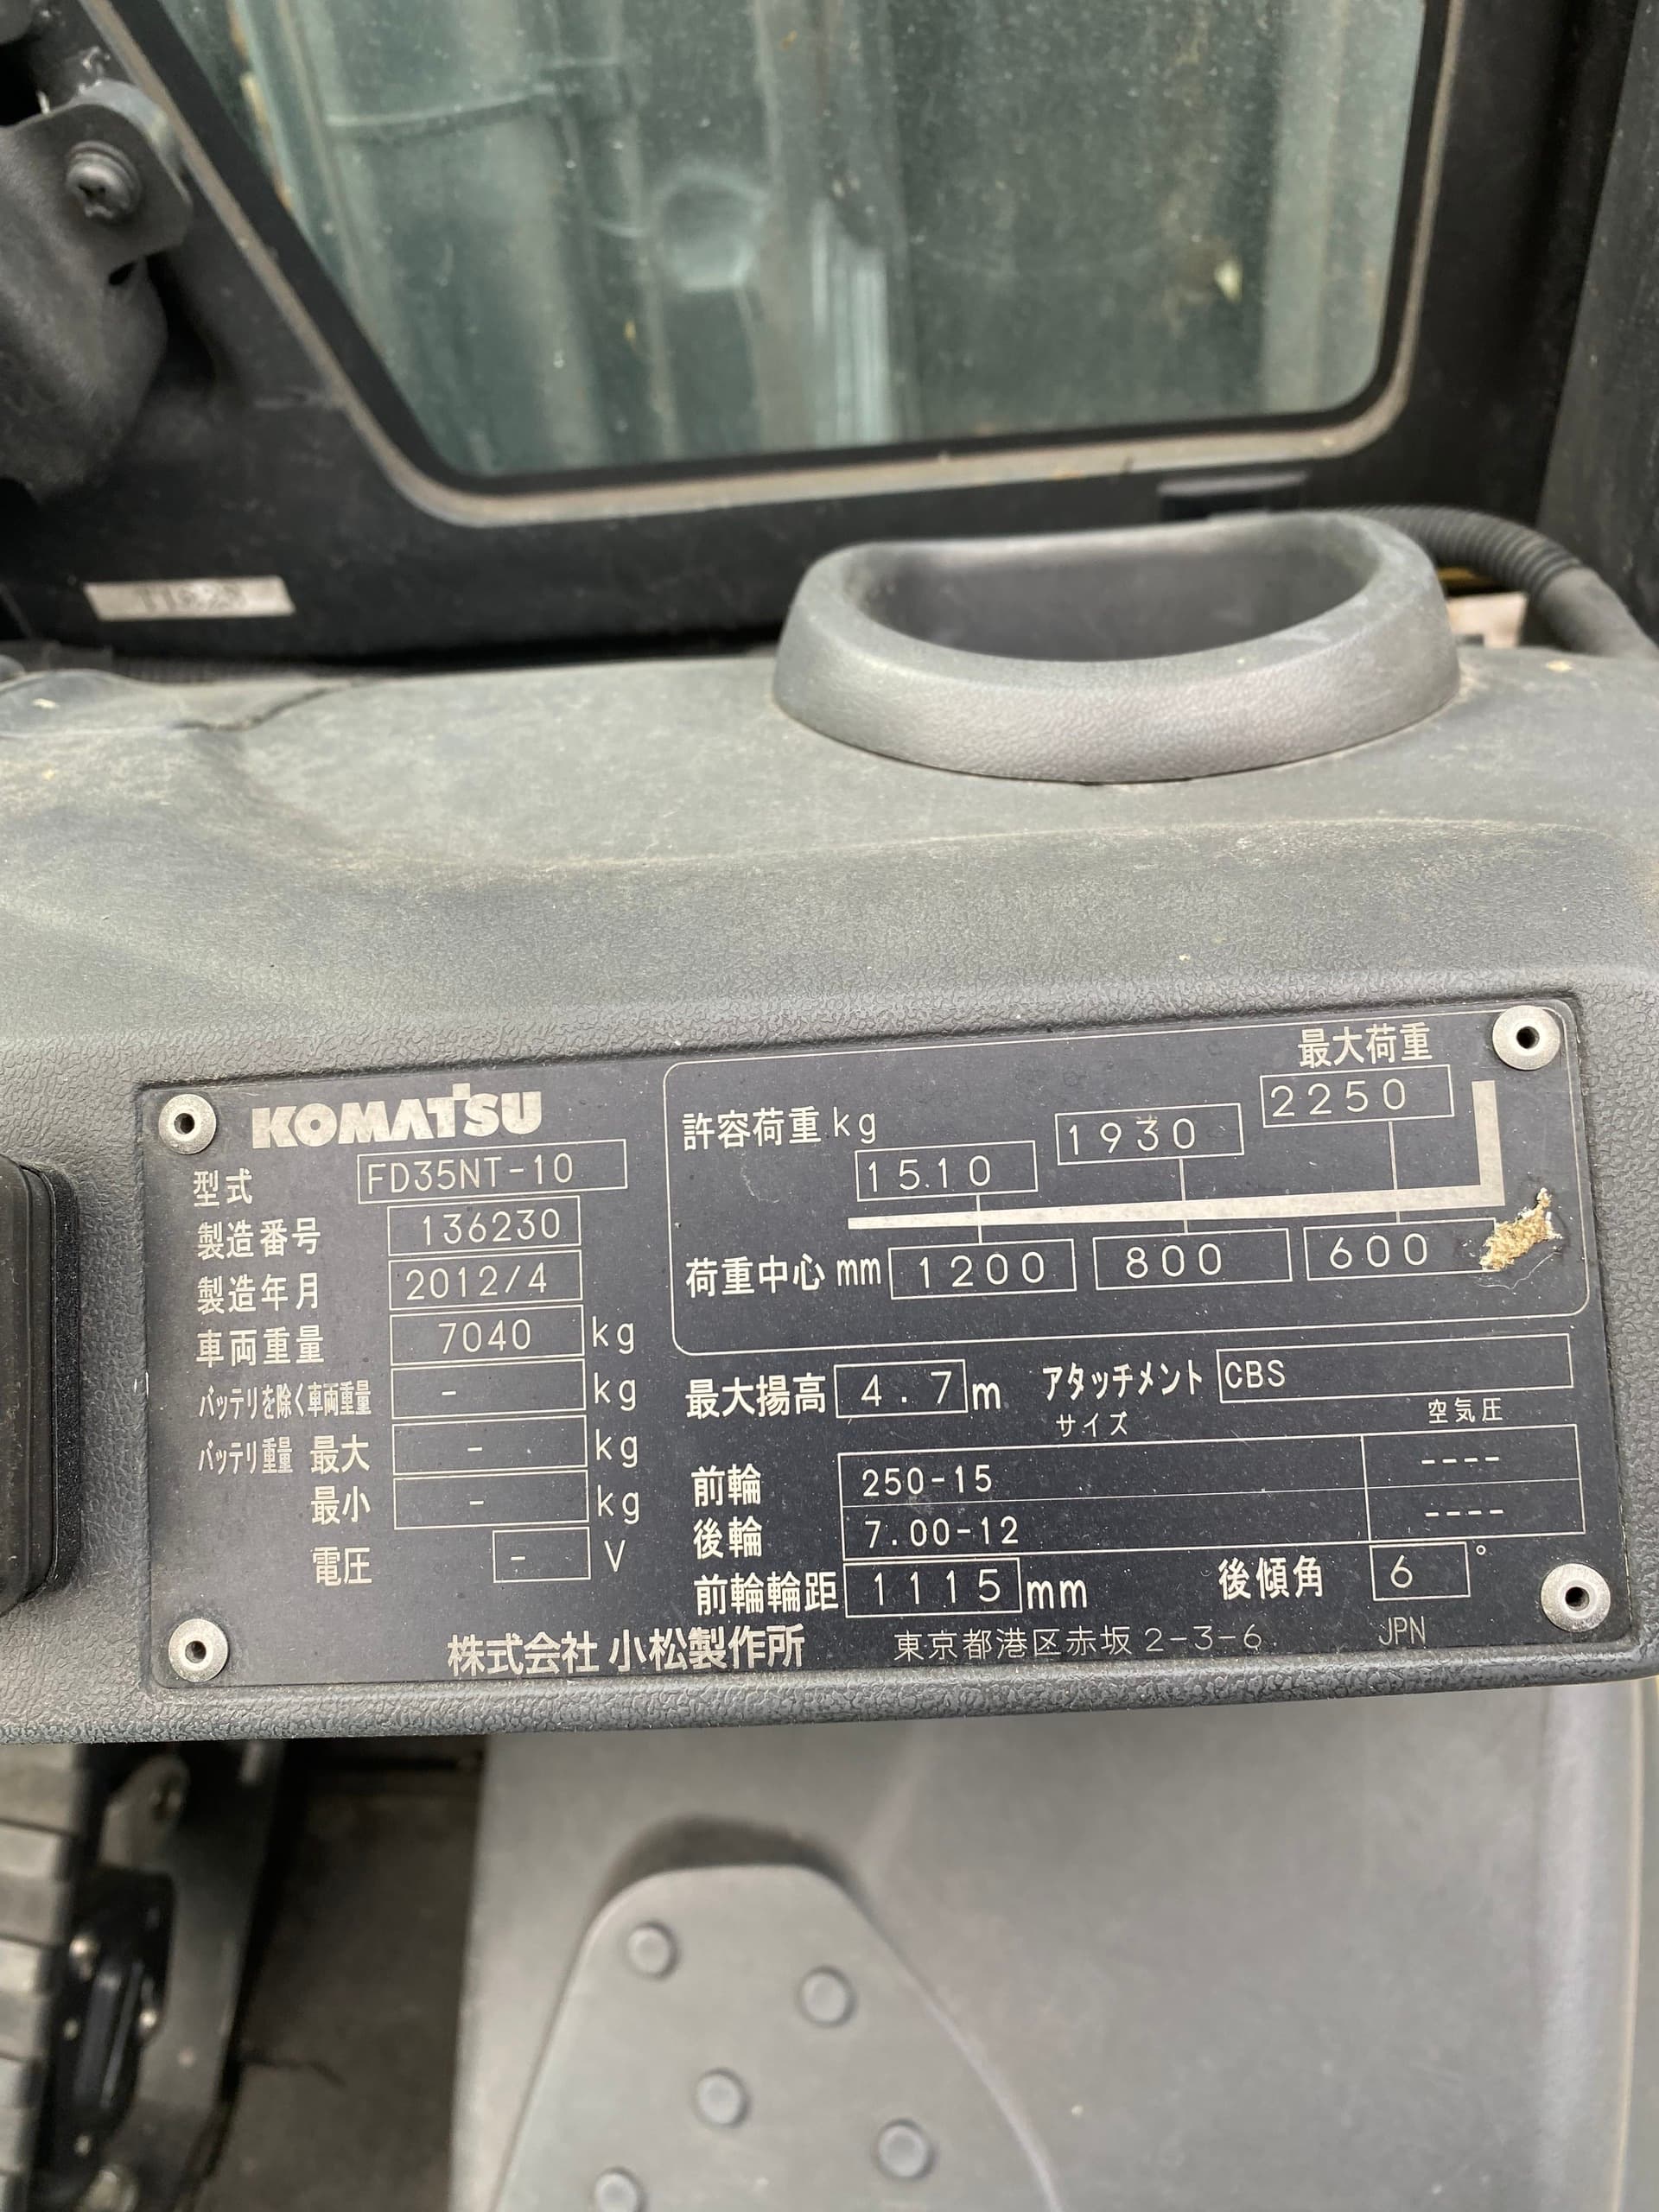 KOMATSU
型式 FD35NT-10
製造番号 136230
製造年月 2012/4
車両重量 7040 kg
バッテリを除く車両重量 - kg
バッテリ重量 最大 - kg
最小 - kg
電圧 - V
最大荷重
許容荷重 kg 1510 1930 2250
荷重中心 mm 1200 800 600
最大揚高 4.7 m アタッチメント CBS
サイズ 空気圧
前輪 250-15 ----
後輪 7.00-12 ----
前輪輪距 1115 mm 後傾角 6 °
株式会社 小松製作所 東京都港区赤坂2-3-6 JPN